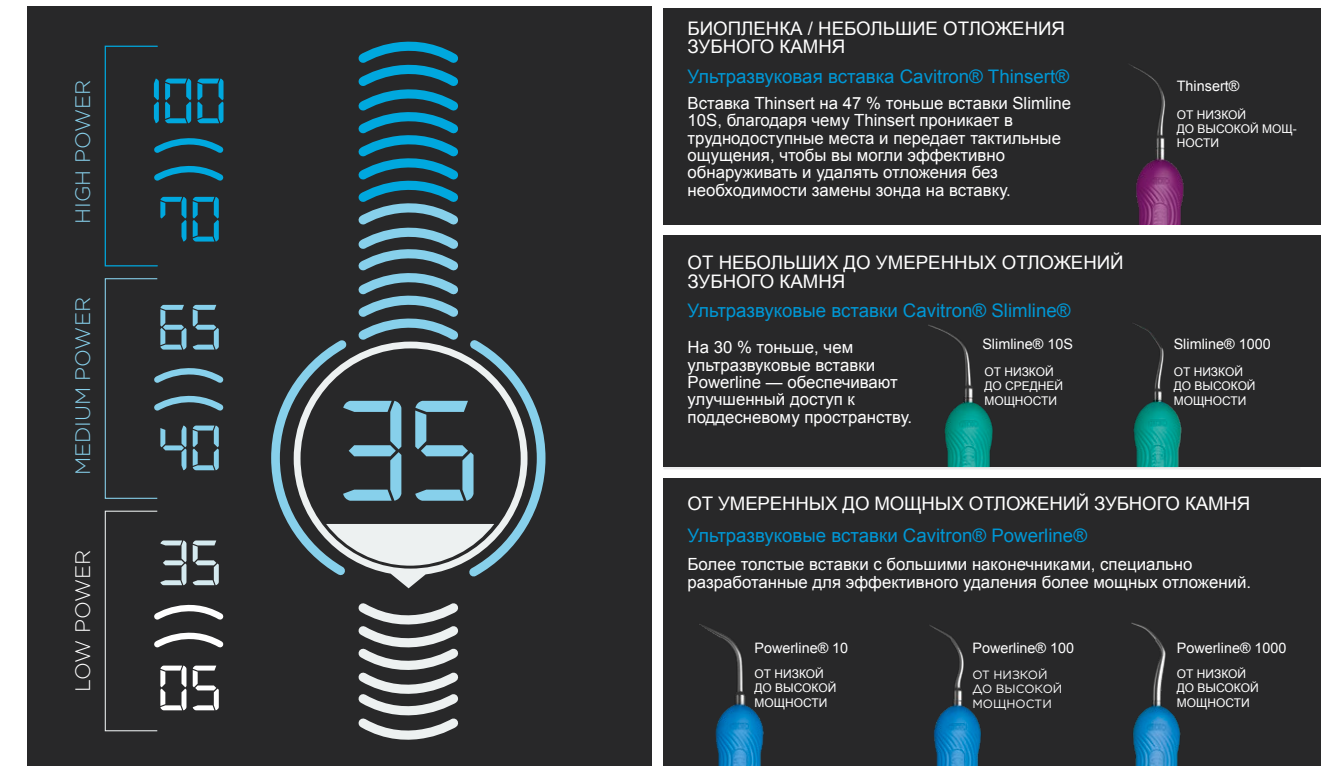 HIGH POWER
100
70
MEDIUM POWER
65
40
LOW POWER
35
05
35
БИОПЛЕНКА / НЕБОЛЬШИЕ ОТЛОЖЕНИЯ
ЗУБНОГО КАМНЯ
Ультразвуковая вставка Cavitron® Thinsert®
Вставка Thinsert на 47 % тоньше вставки Slimline
10S, благодаря чему Thinsert проникает в
труднодоступные места и передает тактильные
ощущения, чтобы вы могли эффективно
обнаруживать и удалять отложения без
необходимости замены зонда на вставку.
Thinsert®
ОТ НИЗКОЙ
ДО ВЫСОКОЙ МОЩ-
НОСТИ
ОТ НЕБОЛЬШИХ ДО УМЕРЕННЫХ ОТЛОЖЕНИЙ
ЗУБНОГО КАМНЯ
Ультразвуковые вставки Cavitron® Slimline®
На 30 % тоньше, чем
ультразвуковые вставки
Powerline — обеспечивают
улучшенный доступ к
поддесневому пространству.
Slimline® 10S
ОТ НИЗКОЙ
ДО СРЕДНЕЙ
МОЩНОСТИ
Slimline® 1000
ОТ НИЗКОЙ
ДО ВЫСОКОЙ
МОЩНОСТИ
ОТ УМЕРЕННЫХ ДО МОЩНЫХ ОТЛОЖЕНИЙ ЗУБНОГО КАМНЯ
Ультразвуковые вставки Cavitron® Powerline®
Более толстые вставки с большими наконечниками, специально
разработанные для эффективного удаления более мощных отложений.
Powerline® 10
ОТ НИЗКОЙ
ДО ВЫСОКОЙ
МОЩНОСТИ
Powerline® 100
ОТ НИЗКОЙ
ДО ВЫСОКОЙ
МОЩНОСТИ
Powerline® 1000
ОТ НИЗКОЙ
ДО ВЫСОКОЙ
МОЩНОСТИ